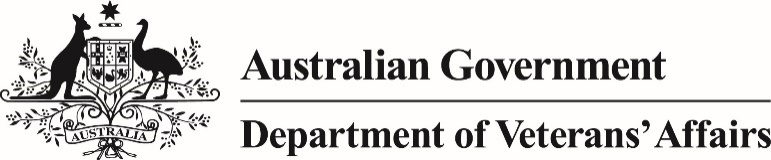 Australian Government
Department of Veterans' Affairs
AUSTRALIA